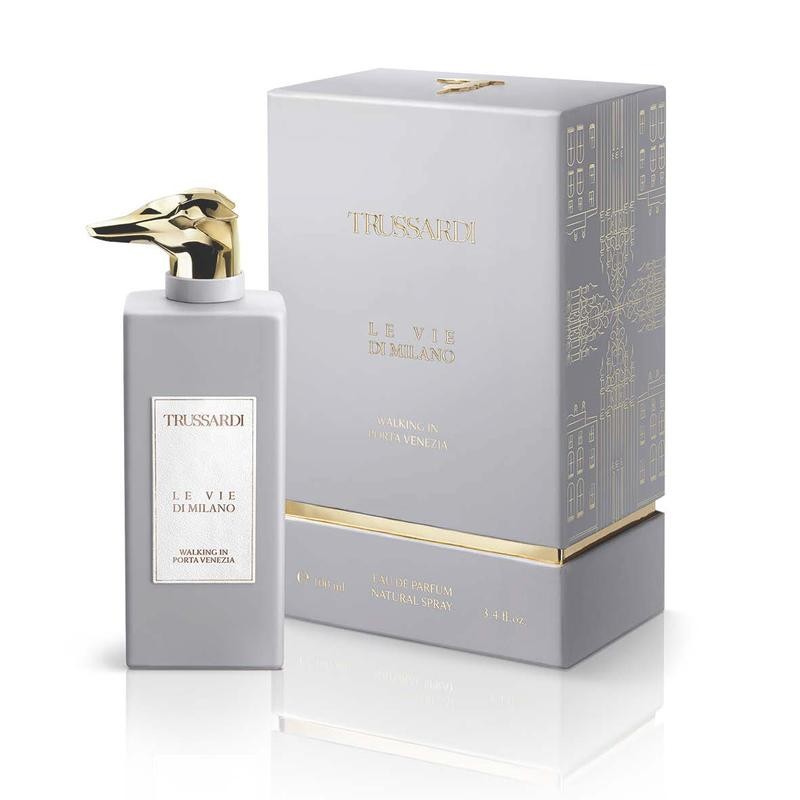 TRUSSARDI
LE VIE
DI MILANO
WALKING IN
PORTA VENEZIA
TRUSSARDI
LE VIE
DI MILANO
WALKING IN
PORTA VENEZIA
℮ 100 ml
EAU DE PARFUM
NATURAL SPRAY
3.4 fl.oz